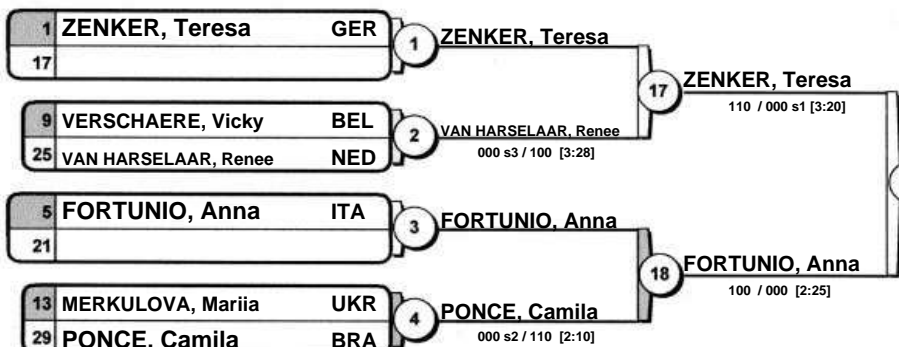 1 ZENKER, Teresa GER
17
1
ZENKER, Teresa
9 VERSCHAERE, Vicky BEL
25 VAN HARSELAAR, Renee NED
2
VAN HARSELAAR, Renee
000 s3 / 100 [3:28]
17
ZENKER, Teresa
110 / 000 s1 [3:20]
5 FORTUNIO, Anna ITA
21
3
FORTUNIO, Anna
13 MERKULOVA, Mariia UKR
29 PONCE, Camila BRA
4
PONCE, Camila
000 s2 / 110 [2:10]
18
FORTUNIO, Anna
100 / 000 [2:25]